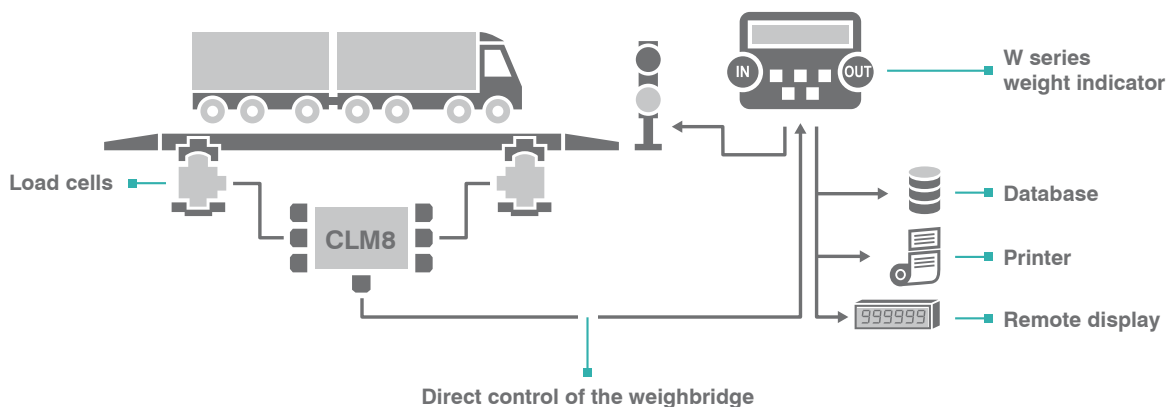 IN
OUT
W series
weight indicator
Load cells
CLM8
Database
Printer
999999
Remote display
Direct control of the weighbridge